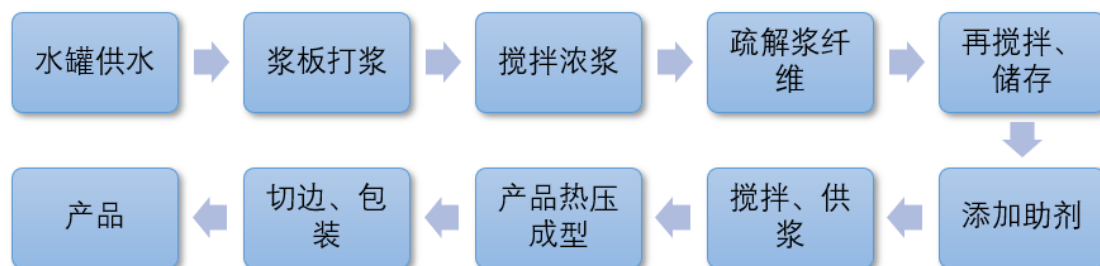 水罐供水
浆板打浆
搅拌浓浆
疏解浆纤
维
再搅拌、
储存
添加助剂
搅拌、供
浆
产品热压
成型
切边、包
装
产品